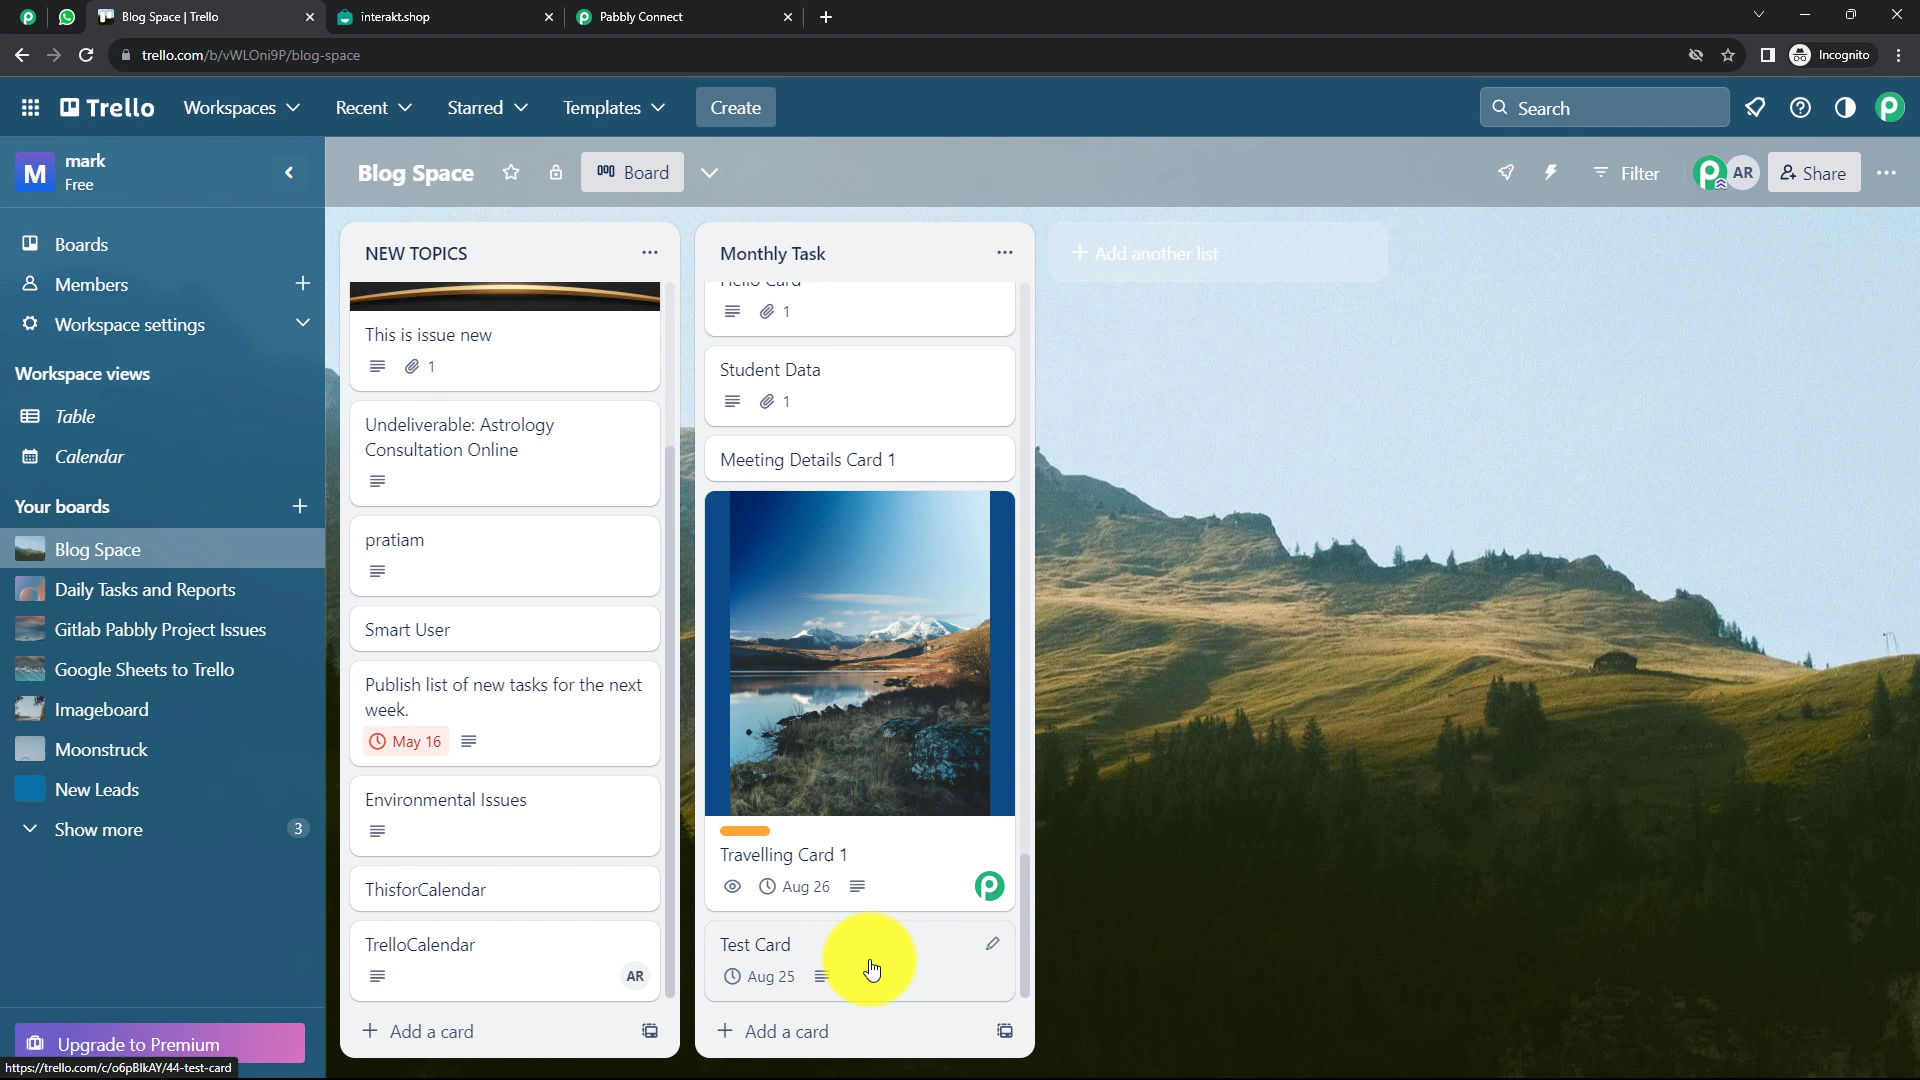 Blog Space | Trello
interakt.shop
Pabbly Connect
trello.com/b/vWLOni9P/blog-space
Incognito
Trello
Workspaces
Recent
Starred
Templates
Create
Search
M
mark
Free
Blog Space
Board
Filter
AR
Share
Boards
Members
Workspace settings
Workspace views
Table
Calendar
Your boards
Blog Space
Daily Tasks and Reports
Gitlab Pabbly Project Issues
Google Sheets to Trello
Imageboard
Moonstruck
New Leads
Show more
3
Upgrade to Premium
https://trello.com/c/o6pBlkAY/44-test-card
NEW TOPICS
This is issue new
1
Undeliverable: Astrology
Consultation Online
pratiam
Smart User
Publish list of new tasks for the next
week.
May 16
Environmental Issues
ThisforCalendar
TrelloCalendar
AR
Add a card
Monthly Task
Hello Card
1
Student Data
1
Meeting Details Card 1
Travelling Card 1
Aug 26
Test Card
Aug 25
Add a card
Add another list